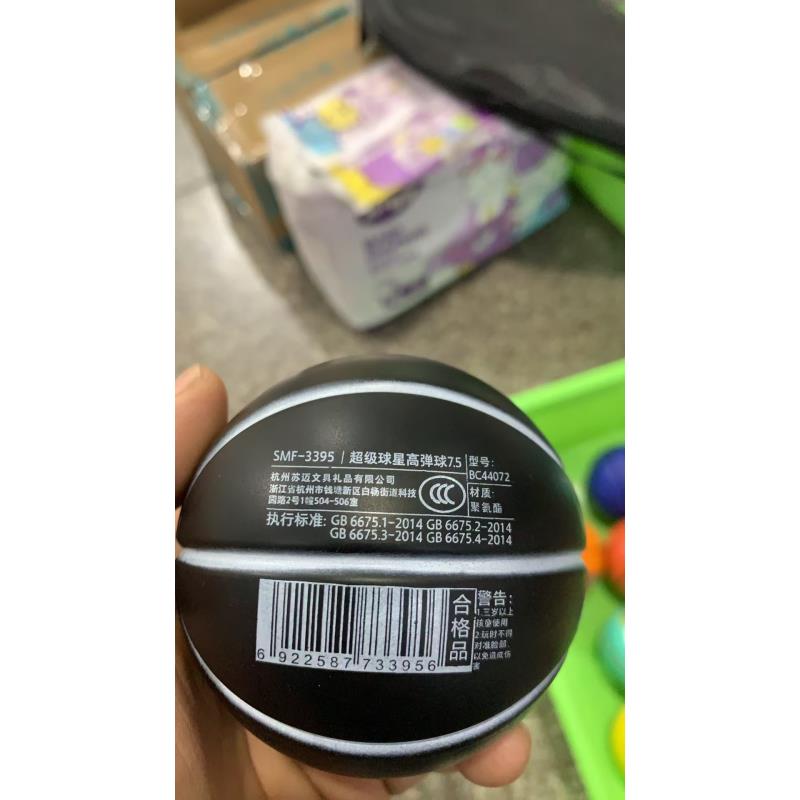 SMF-3395 | 超级球星高弹球7.5
型号:
BC44072
杭州苏迈文具礼品有限公司
浙江省杭州市钱塘新区白杨街道科技
园路2号1幢504-506室
CCC
材质:
聚氨酯
执行标准: GB 6675.1-2014 GB 6675.2-2014
GB 6675.3-2014 GB 6675.4-2014
6 922587 733956
合格品
警告:
1.三岁以上
孩童使用
2.玩时不得
对准脸部,
以免造成伤
害